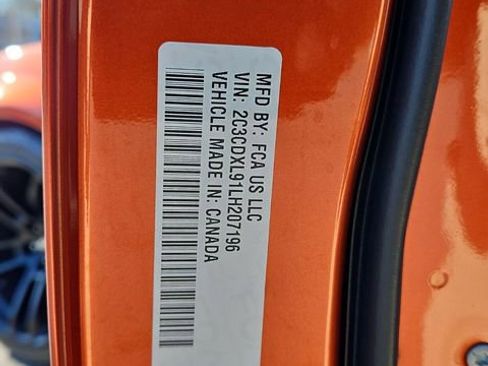 MFD BY: FCA US LLC
VIN: 2C3CDXL91LH207196
VEHICLE MADE IN: CANADA